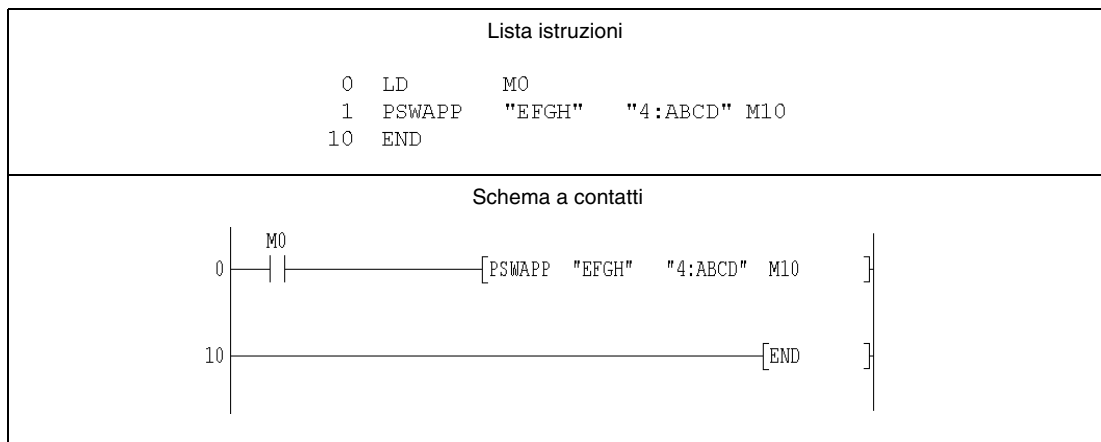 Lista istruzioni
0 LD M0
1 PSWAPP "EFGH" "4:ABCD" M10
10 END
Schema a contatti
M0
0 [PSWAPP "EFGH" "4:ABCD" M10 ]
10 [END ]